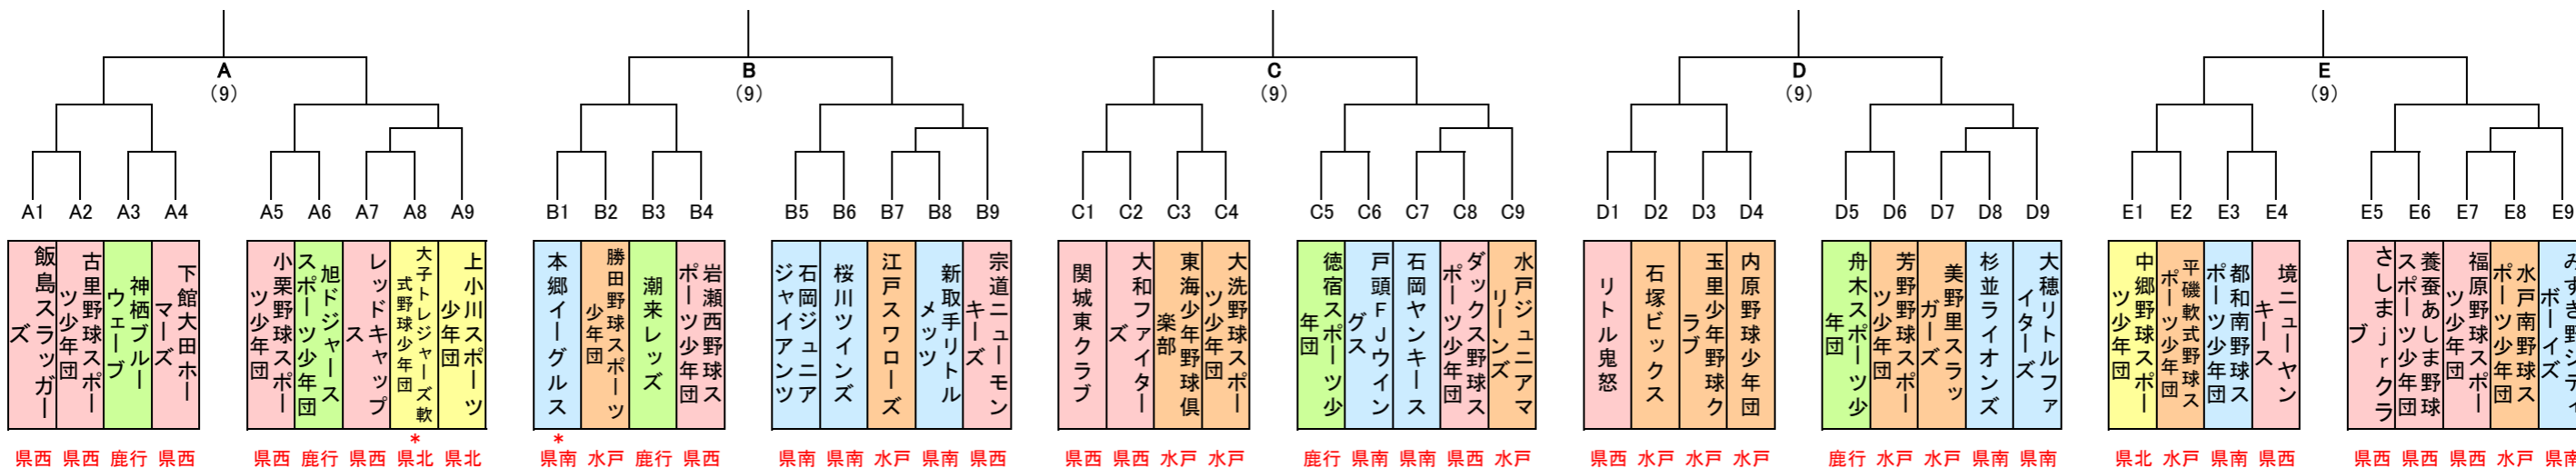 A
（9）
B
（9）
C
（9）
D
（9）
E
（9）
A1 A2 A3 A4 A5 A6 A7 A8 A9 B1 B2 B3 B4 B5 B6 B7 B8 B9 C1 C2 C3 C4 C5 C6 C7 C8 C9 D1 D2 D3 D4 D5 D6 D7 D8 D9 E1 E2 E3 E4 E5 E6 E7 E8 E9
飯島スラッガー
ズ
古里野球スポー
ツ少年団
神栖ブルー
ウェーブ
下館大田ホー
マーズ
小栗野球スポー
ツ少年団
旭ドジャース
スポーツ少年団
レッドキャップ
ス
大子トレジャーズ軟
式野球少年団
上小川スポーツ
少年団
本郷イーグルス
勝田野球スポーツ
少年団
潮来レッズ
岩瀬西野球ス
ポーツ少年団
石岡ジュニア
ジャイアンツ
桜川ツインズ
江戸スワローズ
新取手リトル
メッツ
宗道ニューモン
キーズ
関城東クラブ
大和ファイター
ズ
東海少年野球倶
楽部
大洗野球スポー
ツ少年団
徳宿スポーツ少
年団
戸頭FJウイン
グス
石岡ヤンキース
ダックス野球ス
ポーツ少年団
水戸ジュニアマ
リーンズ
リトル鬼怒
石塚ビックス
玉里少年野球ク
ラブ
内原野球少年団
舟木スポーツ少
年団
芳野野球スポー
ツ少年団
美野里スラッ
ガーズ
杉並ライオンズ
大穂リトルファ
イターズ
中郷野球スポー
ツ少年団
平磯軟式野球ス
ポーツ少年団
都和南野球ス
ポーツ少年団
境ニューヤン
キース
さしまjrクラ
ブ
養蚕あしま野球
スポーツ少年団
福原野球スポー
ツ少年団
水戸南野球ス
ポーツ少年団
みずき野シティ
ボーイズ
* *
県西 県西 鹿行 県西 県西 鹿行 県西 県北 県北 県南 水戸 鹿行 県西 県南 県南 水戸 県南 県西 県西 県西 水戸 水戸 鹿行 県南 県南 県西 水戸 県西 水戸 水戸 水戸 鹿行 水戸 水戸 県南 県南 県北 水戸 県南 県西 県西 県西 県西 水戸 県南